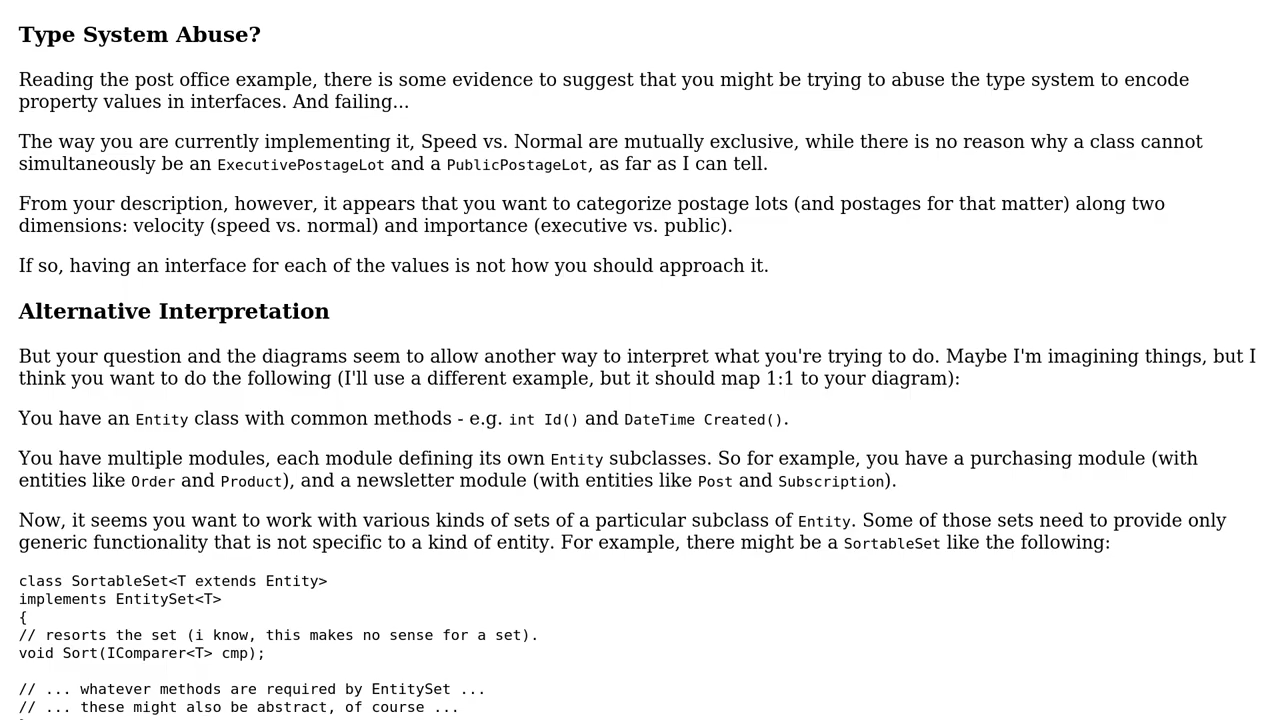 Type System Abuse?
Reading the post office example, there is some evidence to suggest that you might be trying to abuse the type system to encode
property values in interfaces. And failing...
The way you are currently implementing it, Speed vs. Normal are mutually exclusive, while there is no reason why a class cannot
simultaneously be an ExecutivePostageLot and a PublicPostageLot, as far as I can tell.
From your description, however, it appears that you want to categorize postage lots (and postages for that matter) along two
dimensions: velocity (speed vs. normal) and importance (executive vs. public).
If so, having an interface for each of the values is not how you should approach it.
Alternative Interpretation
But your question and the diagrams seem to allow another way to interpret what you're trying to do. Maybe I'm imagining things, but I
think you want to do the following (I'll use a different example, but it should map 1:1 to your diagram):
You have an Entity class with common methods - e.g. int Id() and DateTime Created().
You have multiple modules, each module defining its own Entity subclasses. So for example, you have a purchasing module (with
entities like Order and Product), and a newsletter module (with entities like Post and Subscription).
Now, it seems you want to work with various kinds of sets of a particular subclass of Entity. Some of those sets need to provide only
generic functionality that is not specific to a kind of entity. For example, there might be a SortableSet like the following:
class SortableSet<T extends Entity>
implements EntitySet<T>
{
// resorts the set (i know, this makes no sense for a set).
void Sort(IComparer<T> cmp);
// ... whatever methods are required by EntitySet ...
// ... these might also be abstract, of course ...